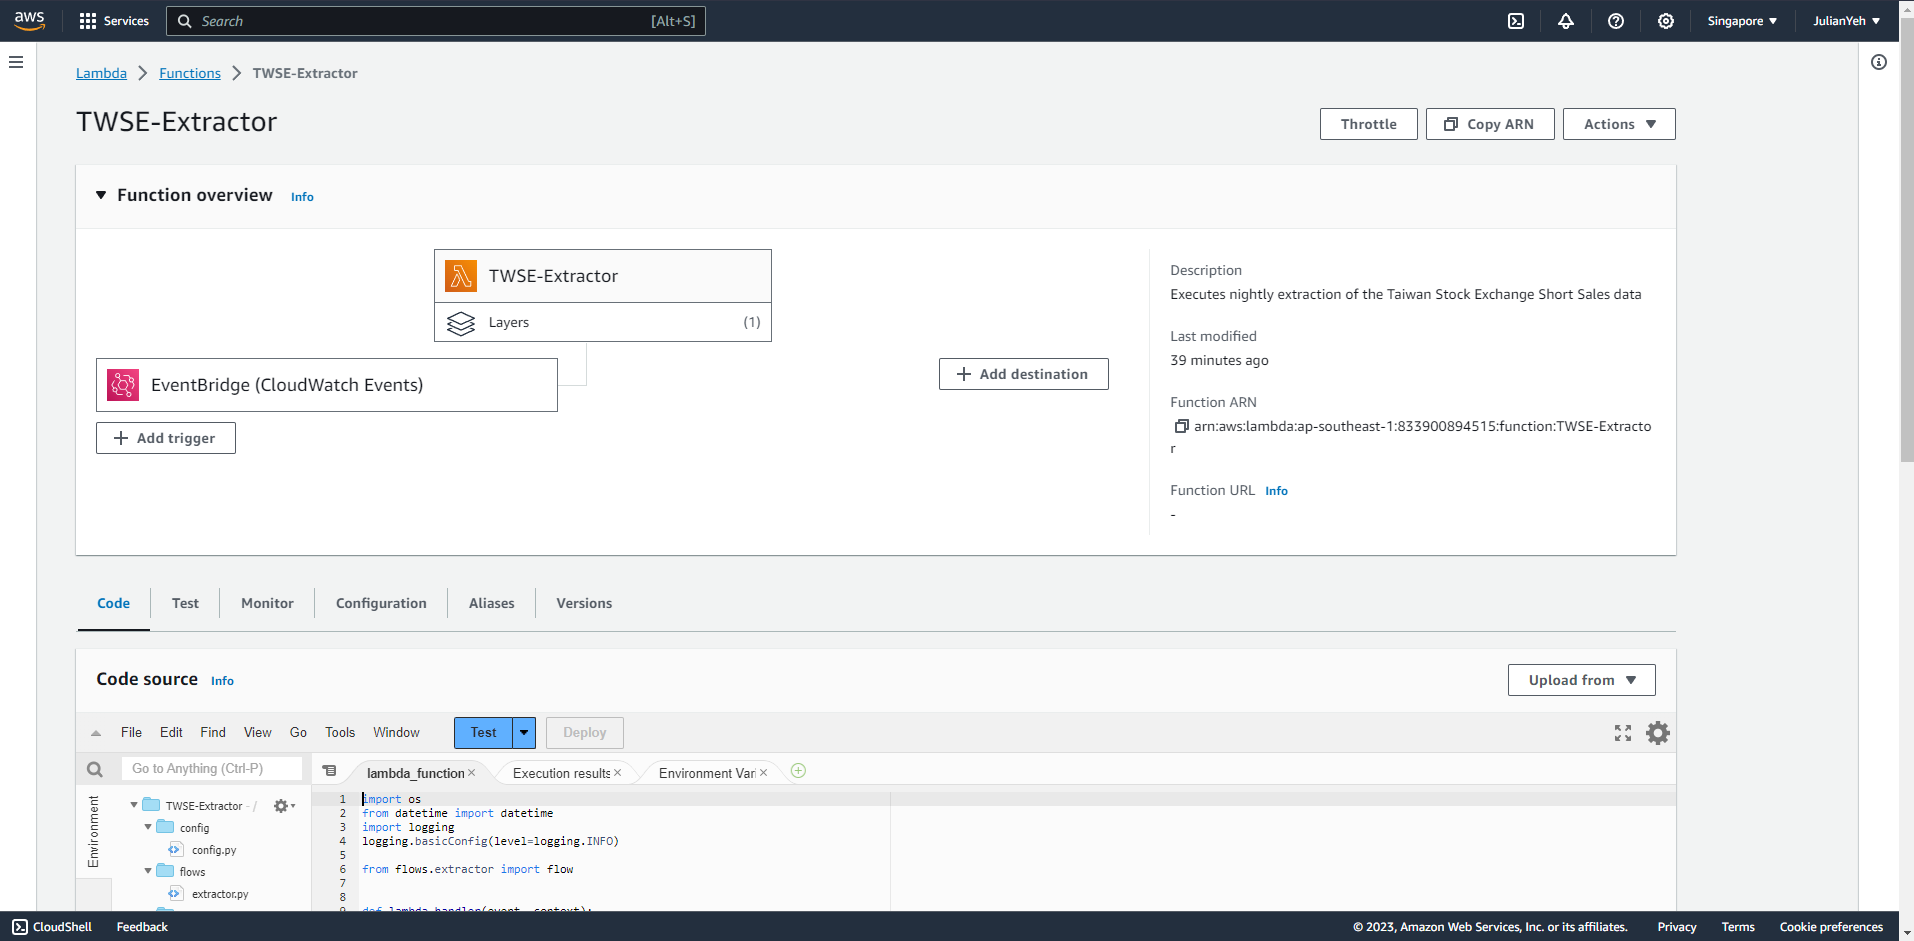 aws Services Search [Alt+S] Singapore ▼ JulianYeh ▼
Lambda > Functions > TWSE-Extractor
TWSE-Extractor
Throttle Copy ARN Actions ▼
▼ Function overview Info
TWSE-Extractor
Layers (1)
EventBridge (CloudWatch Events)
+ Add trigger
+ Add destination
Description
Executes nightly extraction of the Taiwan Stock Exchange Short Sales data
Last modified
39 minutes ago
Function ARN
arn:aws:lambda:ap-southeast-1:833900894515:function:TWSE-Extracto
r
Function URL Info
-
Code Test Monitor Configuration Aliases Versions
Code source Info
Upload from ▼
File Edit Find View Go Tools Window Test Deploy
Go to Anything (Ctrl-P)
lambda_function × Execution results × Environment Var ×
Environment
TWSE-Extractor - /
config
config.py
flows
extractor.py
1 import os
2 from datetime import datetime
3 import logging
4 logging.basicConfig(level=logging.INFO)
5
6 from flows.extractor import flow
7
8
9 def lambda_handler(event, context):
CloudShell Feedback © 2023, Amazon Web Services, Inc. or its affiliates. Privacy Terms Cookie preferences